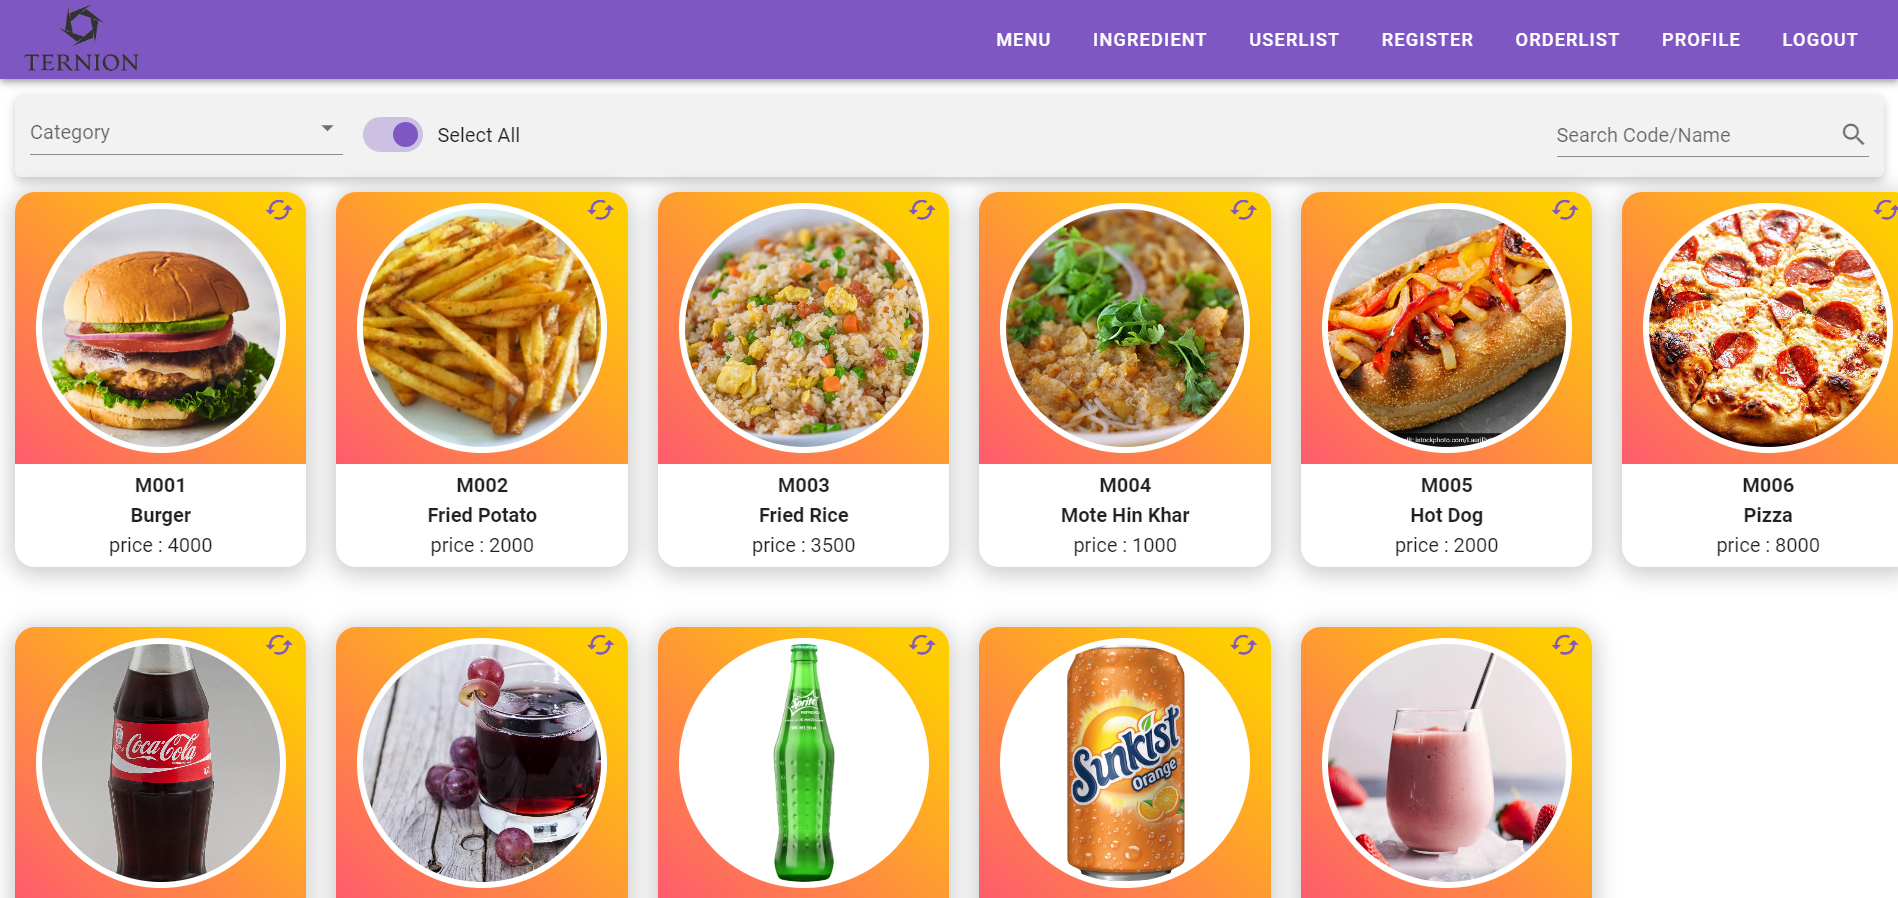 TERNION
MENU
INGREDIENT
USERLIST
REGISTER
ORDERLIST
PROFILE
LOGOUT
Category
Select All
Search Code/Name
M001
Burger
price : 4000
M002
Fried Potato
price : 2000
M003
Fried Rice
price : 3500
M004
Mote Hin Khar
price : 1000
M005
Hot Dog
price : 2000
M006
Pizza
price : 8000
Coca-Cola
Sprite
Sunkist
Orange